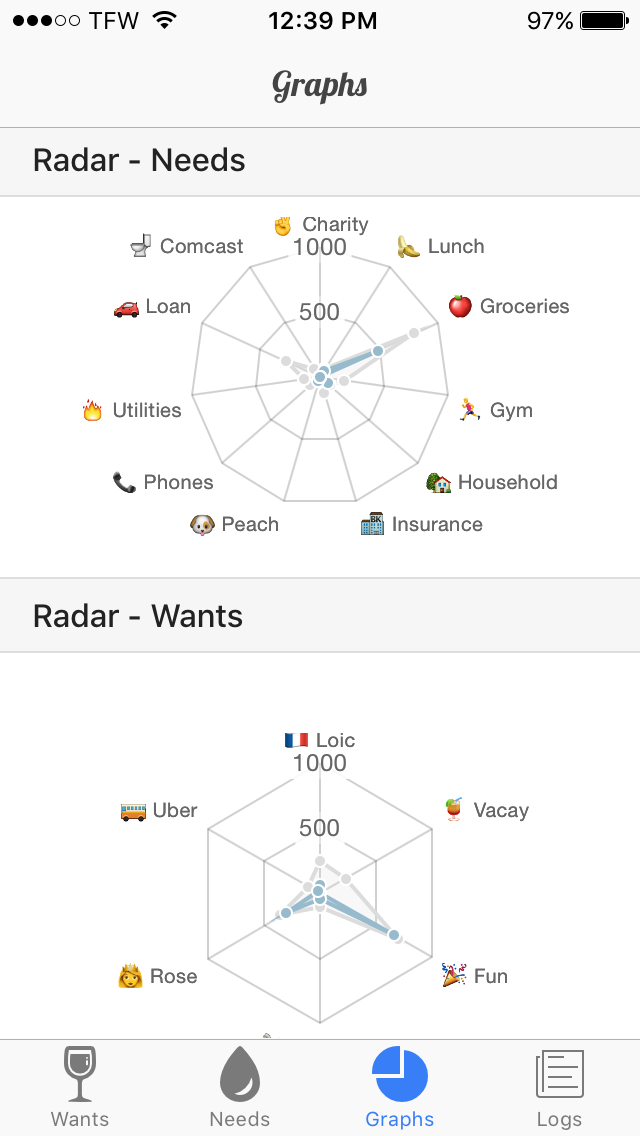 TFW 12:39 PM 97%
Graphs
Radar - Needs
Charity
Comcast 1000 Lunch
Loan 500 Groceries
Utilities Gym
Phones Household
Peach BK Insurance
Radar - Wants
Loic
1000
Uber Vacay
500
Rose Fun
Wants Needs Graphs Logs